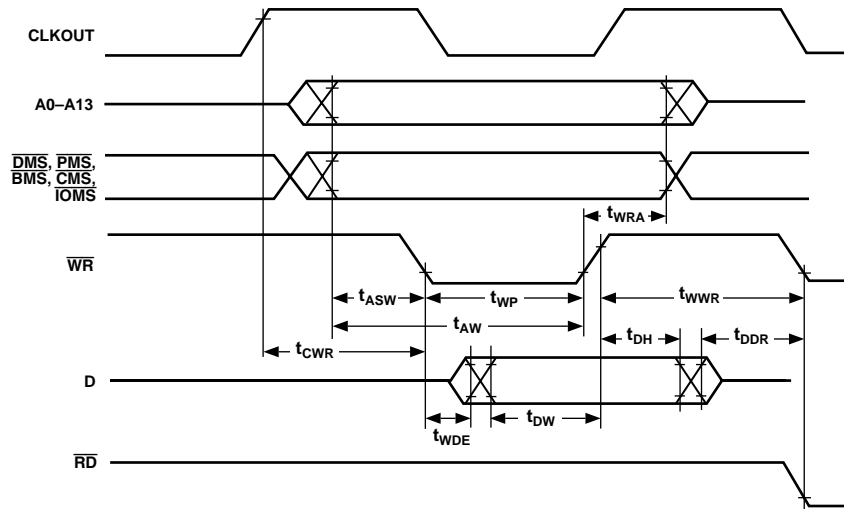 CLKOUT
A0–A13
DMS, PMS,
BMS, CMS,
IOMS
tWRA
WR
tASW
tWP
tWWR
tAW
tDH
tDDR
tCWR
D
tWDE
tDW
RD